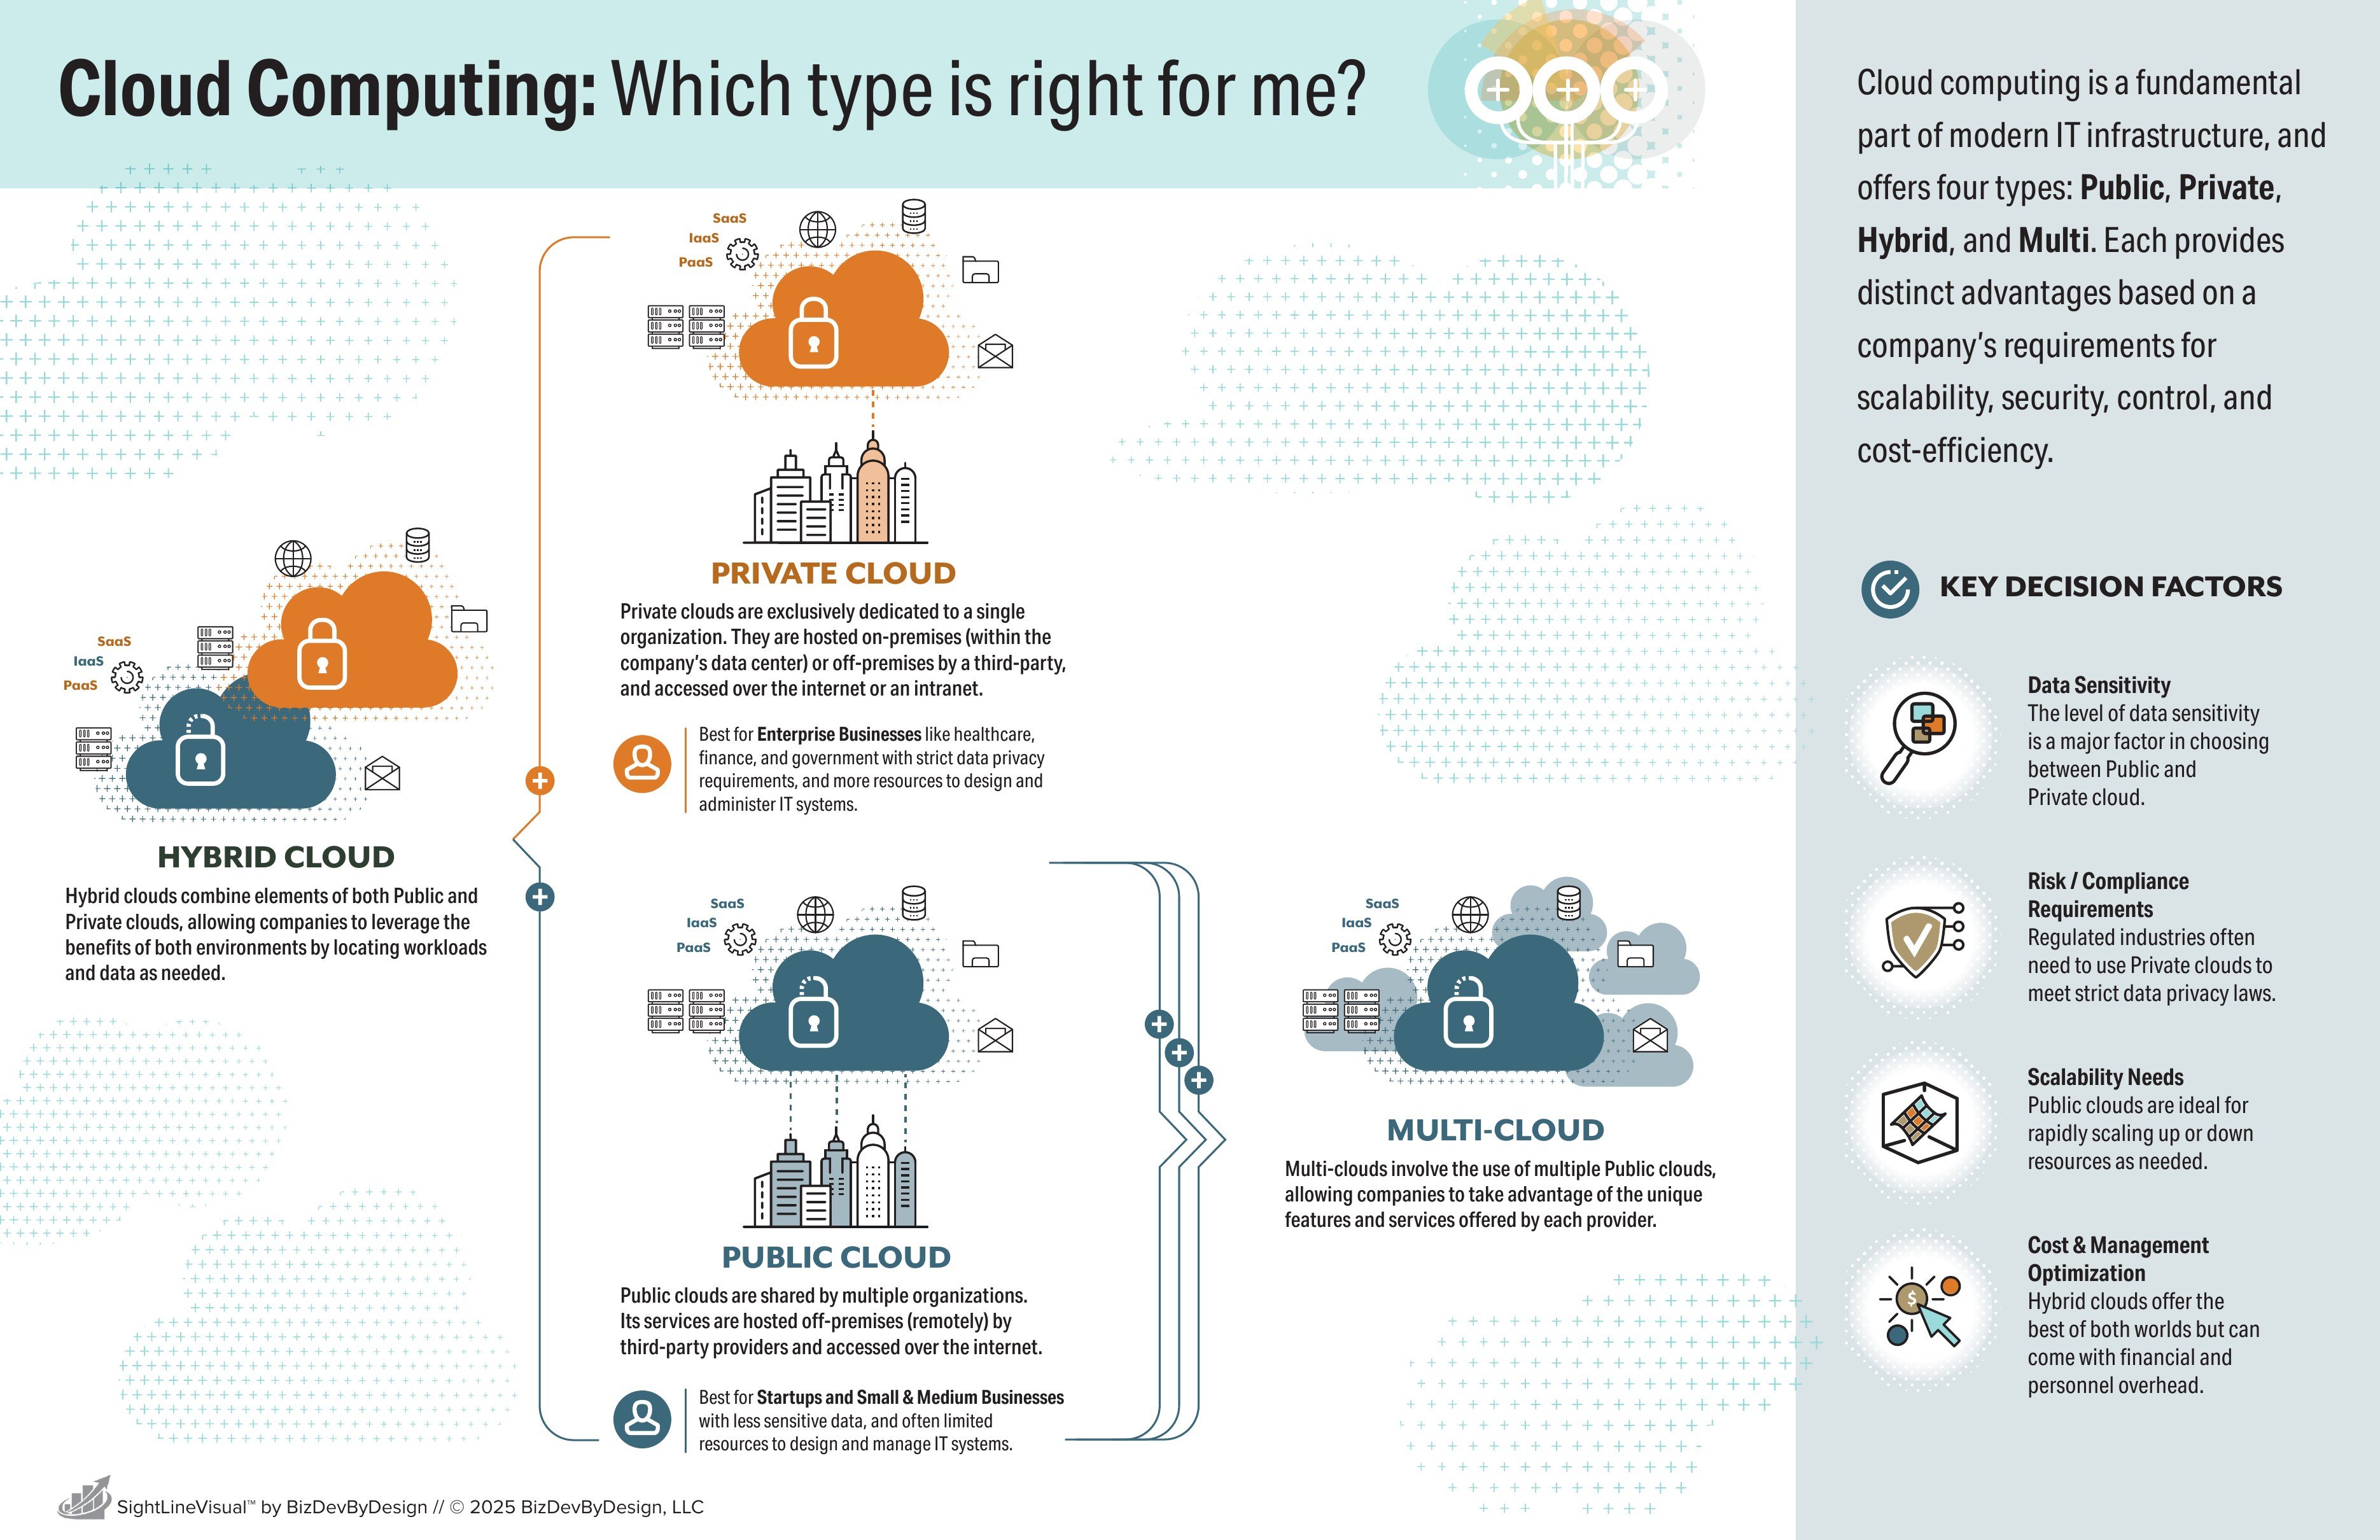 Cloud Computing: Which type is right for me?
SaaS
IaaS
PaaS
PRIVATE CLOUD
Private clouds are exclusively dedicated to a single
organization. They are hosted on-premises (within the
company's data center) or off-premises by a third-party,
and accessed over the internet or an intranet.
Best for Enterprise Businesses like healthcare,
finance, and government with strict data privacy
requirements, and more resources to design and
administer IT systems.
SaaS
IaaS
PaaS
HYBRID CLOUD
Hybrid clouds combine elements of both Public and
Private clouds, allowing companies to leverage the
benefits of both environments by locating workloads
and data as needed.
SaaS
IaaS
PaaS
PUBLIC CLOUD
Public clouds are shared by multiple organizations.
Its services are hosted off-premises (remotely) by
third-party providers and accessed over the internet.
Best for Startups and Small & Medium Businesses
with less sensitive data, and often limited
resources to design and manage IT systems.
SaaS
IaaS
PaaS
MULTI-CLOUD
Multi-clouds involve the use of multiple Public clouds,
allowing companies to take advantage of the unique
features and services offered by each provider.
Cloud computing is a fundamental
part of modern IT infrastructure, and
offers four types: Public, Private,
Hybrid, and Multi. Each provides
distinct advantages based on a
company's requirements for
scalability, security, control, and
cost-efficiency.
KEY DECISION FACTORS
Data Sensitivity
The level of data sensitivity
is a major factor in choosing
between Public and
Private cloud.
Risk / Compliance
Requirements
Regulated industries often
need to use Private clouds to
meet strict data privacy laws.
Scalability Needs
Public clouds are ideal for
rapidly scaling up or down
resources as needed.
Cost & Management
Optimization
$
Hybrid clouds offer the
best of both worlds but can
come with financial and
personnel overhead.
SightLineVisual™ by BizDevByDesign // © 2025 BizDevByDesign, LLC